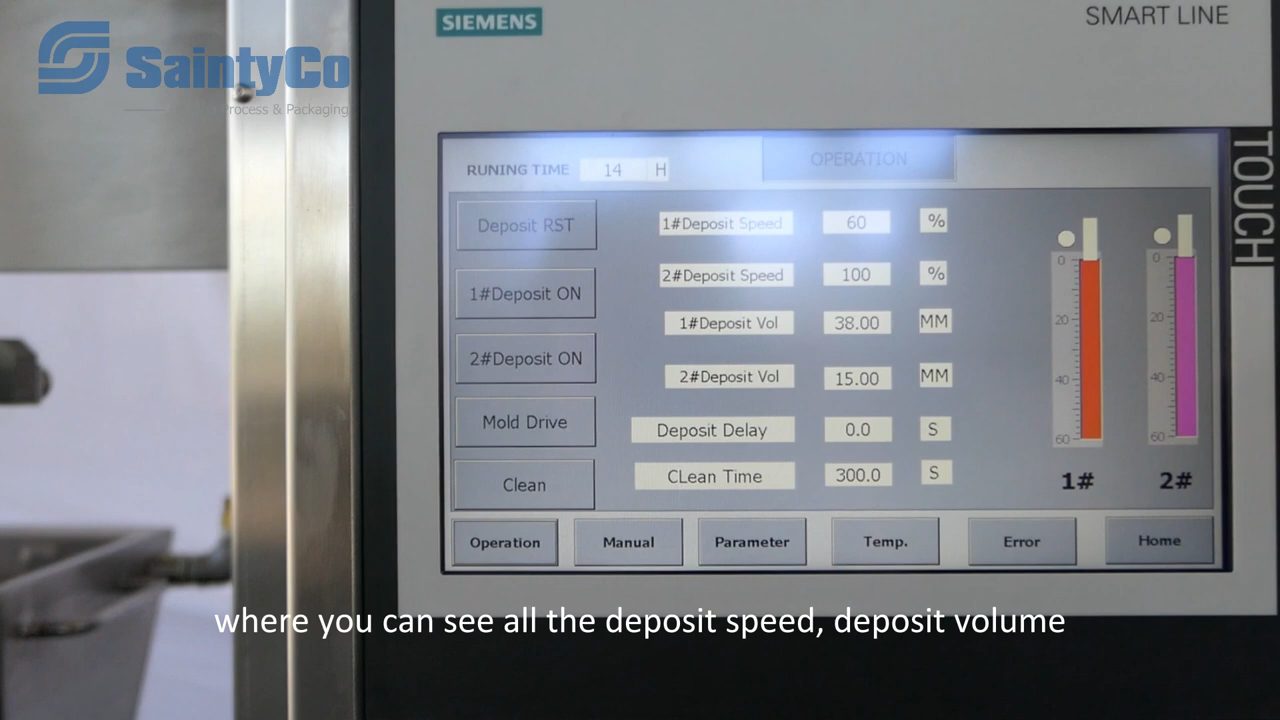 SIEMENS
SMART LINE
SaintyCo
Process & Packaging
TOUCH
RUNING TIME 14 H
OPERATION
Deposit RST
1#Deposit Speed 60 %
1#Deposit ON
2#Deposit Speed 100 %
2#Deposit ON
1#Deposit Vol 38.00 MM
Mold Drive
2#Deposit Vol 15.00 MM
Clean
Deposit Delay 0.0 S
CLean Time 300.0 S
0 20 40 60
1#
0 20 40 60
2#
Operation Manual Parameter Temp. Error Home
where you can see all the deposit speed, deposit volume